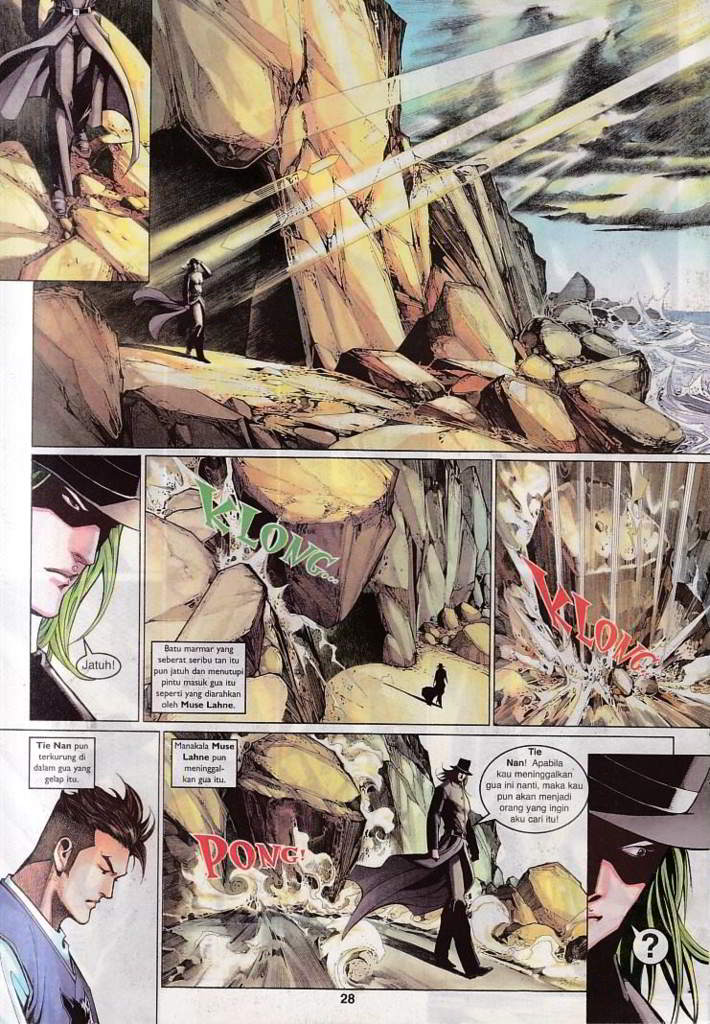 KLONG...
Jatuh!
Batu marmar yang
seberat seribu tan itu
pun jatuh dan menutupi
pintu masuk gua itu
seperti yang diarahkan
oleh Muse Lahne.
KLONG
Tie Nan pun
terkurung di
dalam gua yang
gelap itu.
Manakala Muse
Lahne pun
meninggal-
kan gua itu.
PONG!
Tie
Nan! Apabila
kau meninggalkan
gua ini nanti, maka kau
pun akan menjadi
orang yang ingin
aku cari itu!
?
28